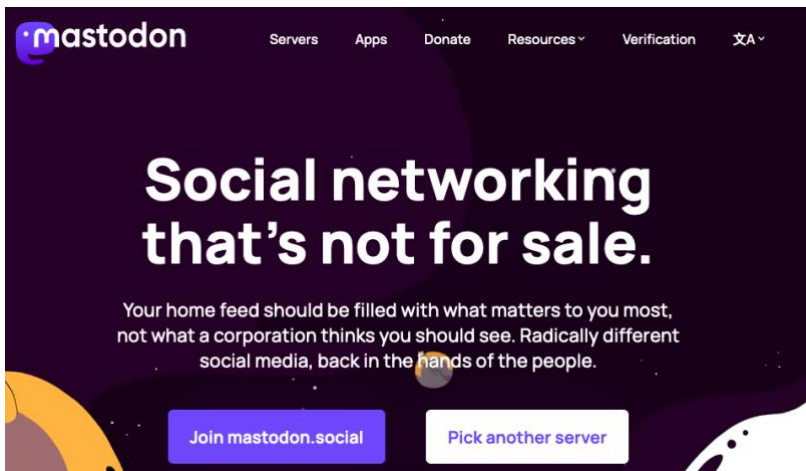 mastodon
Servers Apps Donate Resources Verification 文A
Social networking
that's not for sale.
Your home feed should be filled with what matters to you most,
not what a corporation thinks you should see. Radically different
social media, back in the hands of the people.
Join mastodon.social Pick another server